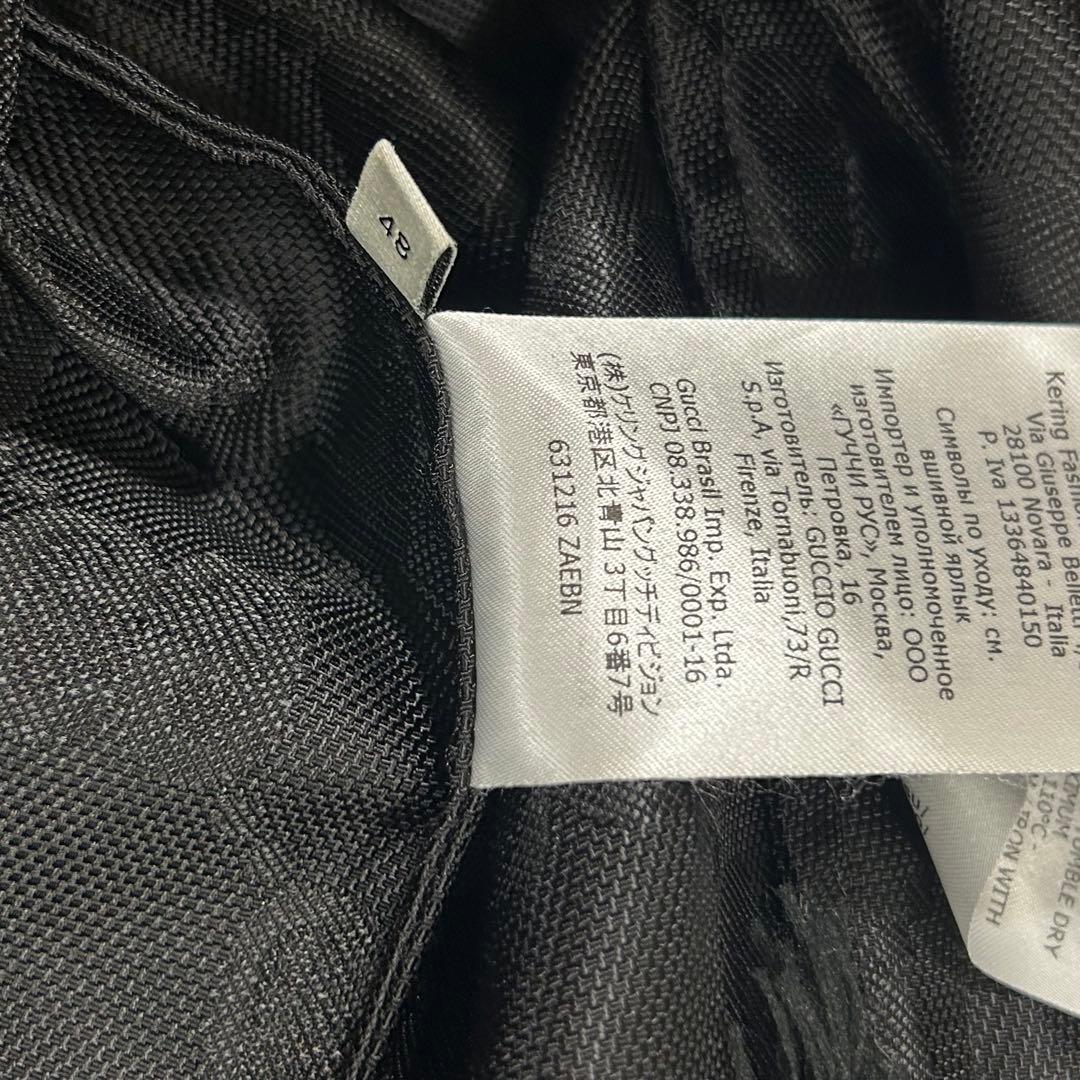 48
Kering Fashio
Via Giuseppe Belletti
28100 Novara - Italia
P. Iva 13364840150
Символы по уходу: см.
вшивной ярлык
Импортер и уполномоченное
изготовителем лицо: ООО
«ГУЧЧИ РУС», Москва,
Петровка, 16
Изготовитель: GUCCIO GUCCI
S.p.A, via Tornabuoni,73/R
Firenze, Italia
Gucci Brasil Imp. Exp. Ltda.
CNPJ 08.338.986/0001-16
(株)ケリングジャパングッチディビジョン
東京都港区北青山 3丁目6番7号
631216 ZAEBN
UMBLE DRY
110°C -
IRON WITH